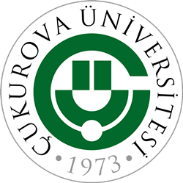 ÇUKUROVA ÜNİVERSİTESİ
• 1973 •